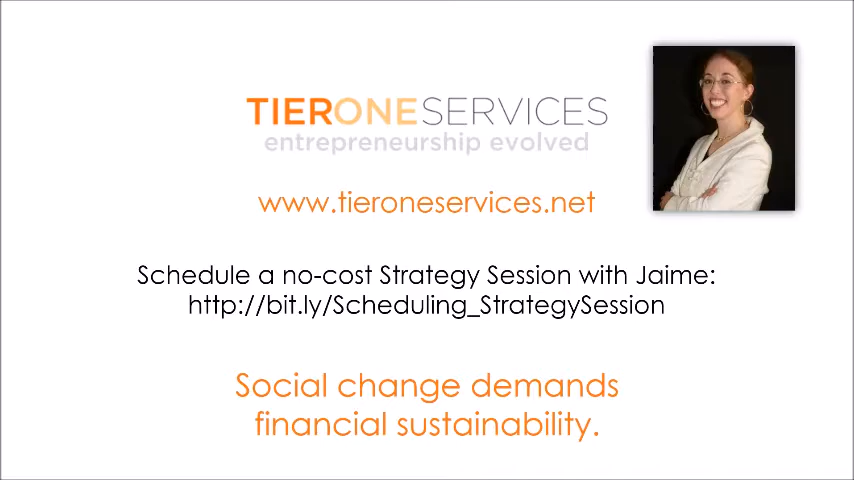 TIERONESERVICES
entrepreneurship evolved
www.tieroneservices.net
Schedule a no-cost Strategy Session with Jaime:
http://bit.ly/Scheduling_StrategySession
Social change demands
financial sustainability.